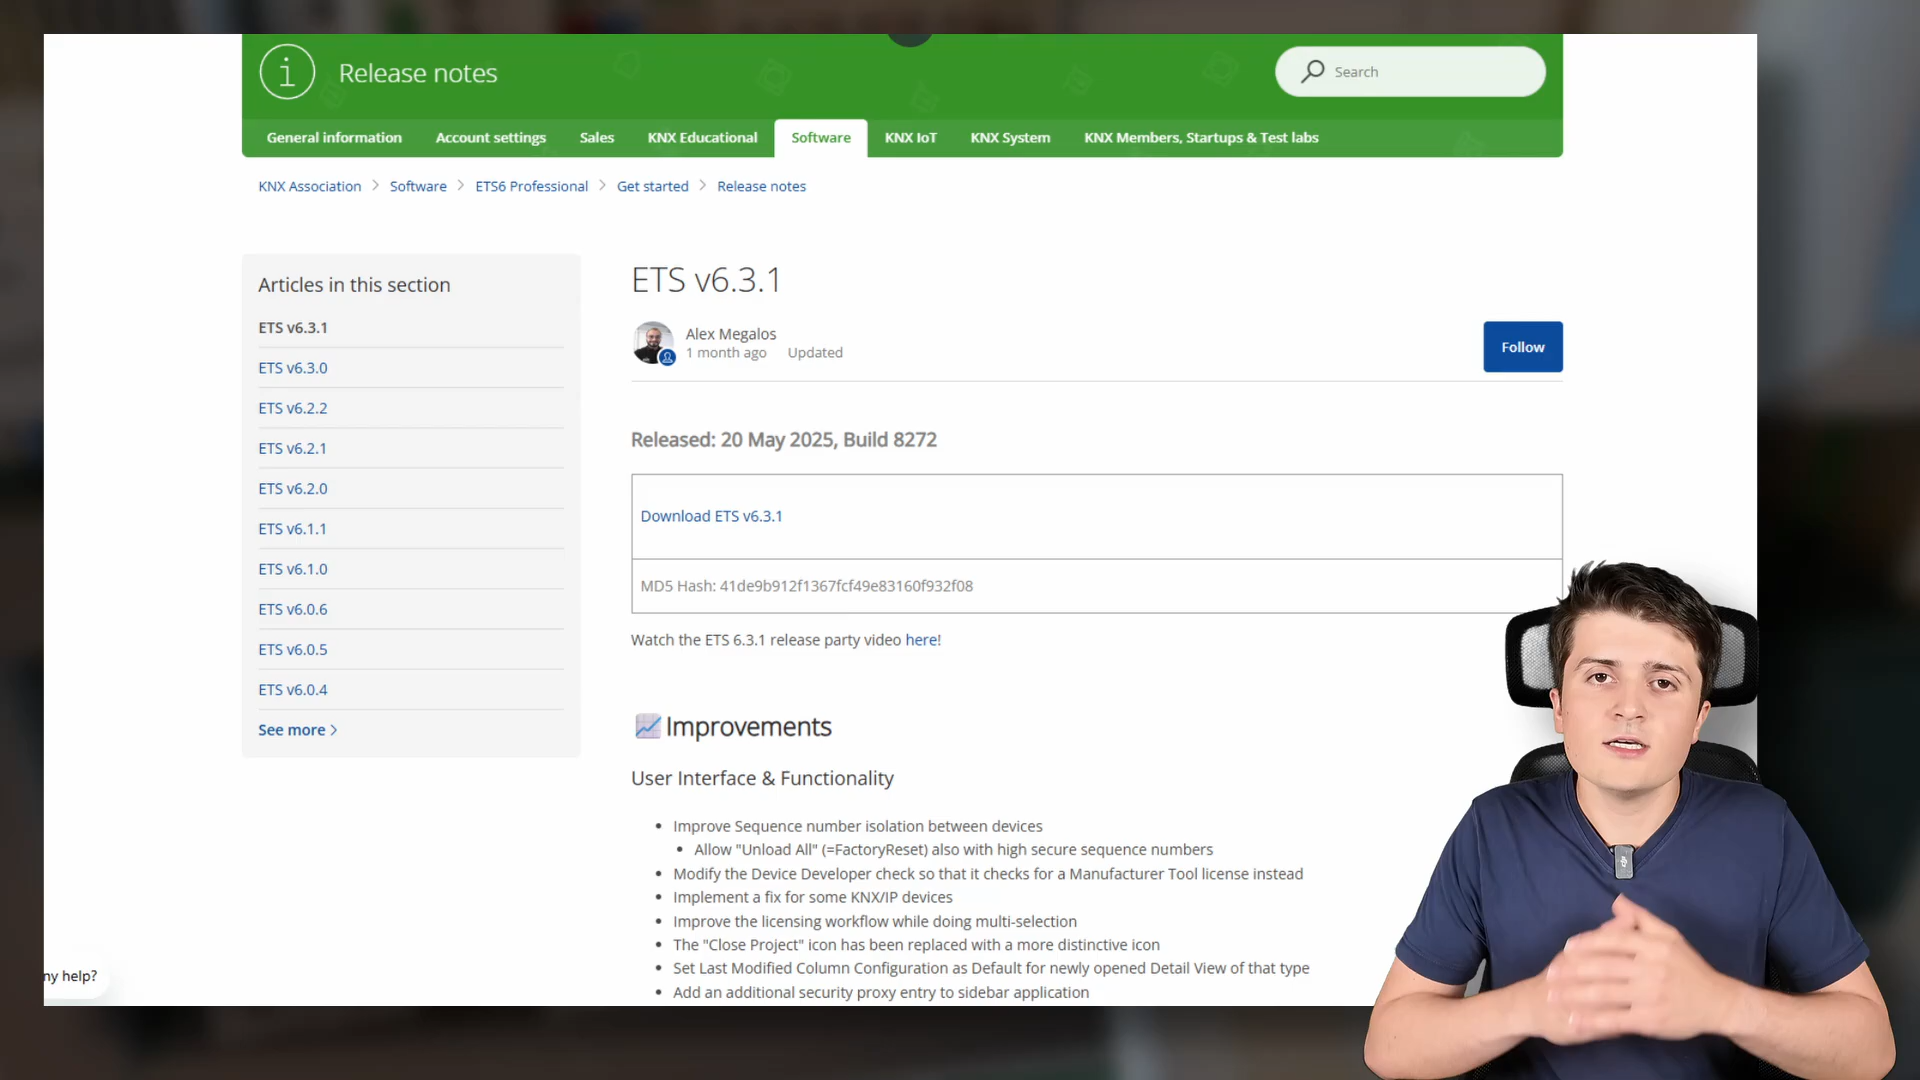 Release notes
Search
General information
Account settings
Sales
KNX Educational
Software
KNX IoT
KNX System
KNX Members, Startups & Test labs
KNX Association > Software > ETS6 Professional > Get started > Release notes
Articles in this section
ETS v6.3.1
ETS v6.3.0
ETS v6.2.2
ETS v6.2.1
ETS v6.2.0
ETS v6.1.1
ETS v6.1.0
ETS v6.0.6
ETS v6.0.5
ETS v6.0.4
See more >
ETS v6.3.1
Alex Megalos
1 month ago Updated
Follow
Released: 20 May 2025, Build 8272
Download ETS v6.3.1
MD5 Hash: 41de9b912f1367fcf49e83160f932f08
Watch the ETS 6.3.1 release party video here!
Improvements
User Interface & Functionality
• Improve Sequence number isolation between devices
• Allow "Unload All" (=FactoryReset) also with high secure sequence numbers
• Modify the Device Developer check so that it checks for a Manufacturer Tool license instead
• Implement a fix for some KNX/IP devices
• Improve the licensing workflow while doing multi-selection
• The "Close Project" icon has been replaced with a more distinctive icon
• Set Last Modified Column Configuration as Default for newly opened Detail View of that type
• Add an additional security proxy entry to sidebar application
ny help?